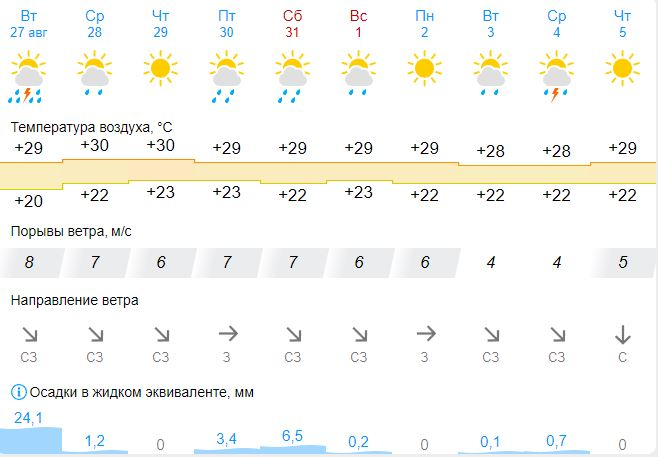 Вт Ср Чт Пт Сб Вс Пн Вт Ср Чт
27 авг 28 29 30 31 1 2 3 4 5
Температура воздуха, °C
+29 +30 +30 +29 +29 +29 +29 +28 +28 +29
+20 +22 +23 +23 +22 +23 +22 +22 +22 +22
Порывы ветра, м/с
8 7 6 7 7 6 6 4 4 5
Направление ветра
СЗ СЗ СЗ З СЗ СЗ З СЗ СЗ С
Осадки в жидком эквиваленте, мм
24,1 1,2 0 3,4 6,5 0,2 0 0,1 0,7 0